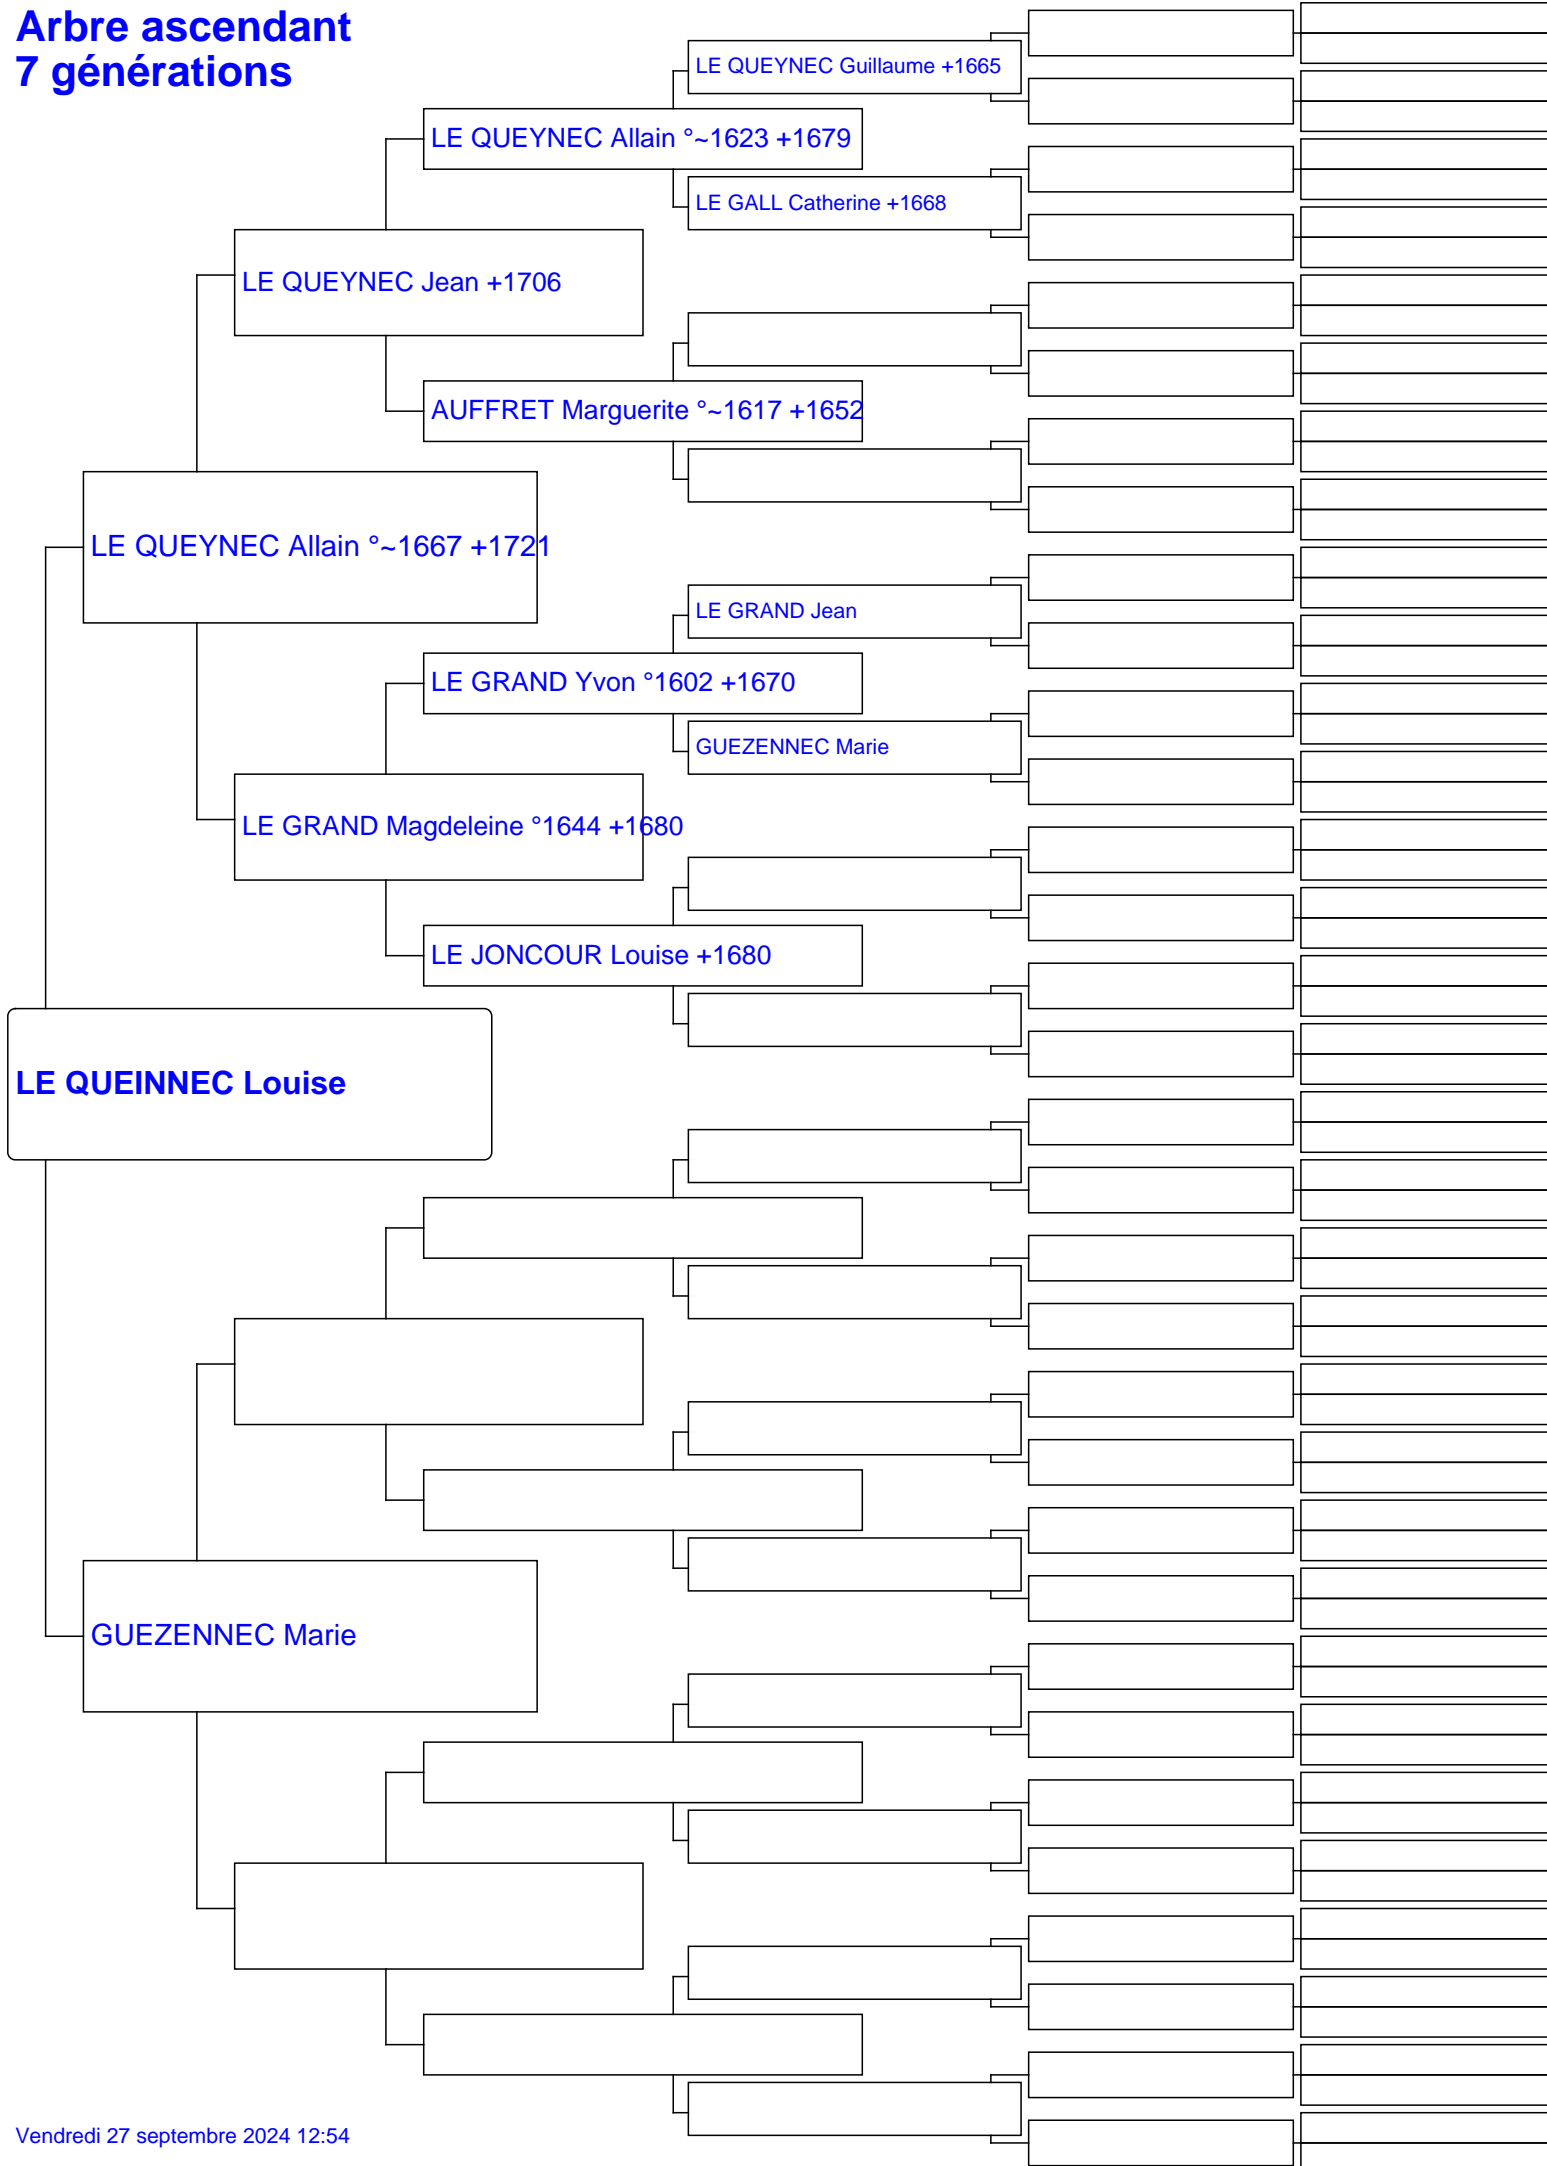 Arbre ascendant
7 générations
LE QUEYNEC Guillaume +1665
LE QUEYNEC Allain °~1623 +1679
LE GALL Catherine +1668
LE QUEYNEC Jean +1706
AUFFRET Marguerite °~1617 +1652
LE QUEYNEC Allain °~1667 +1721
LE GRAND Jean
LE GRAND Yvon °1602 +1670
GUEZENNEC Marie
LE GRAND Magdeleine °1644 +1680
LE JONCOUR Louise +1680
LE QUEINNEC Louise
GUEZENNEC Marie
Vendredi 27 septembre 2024 12:54